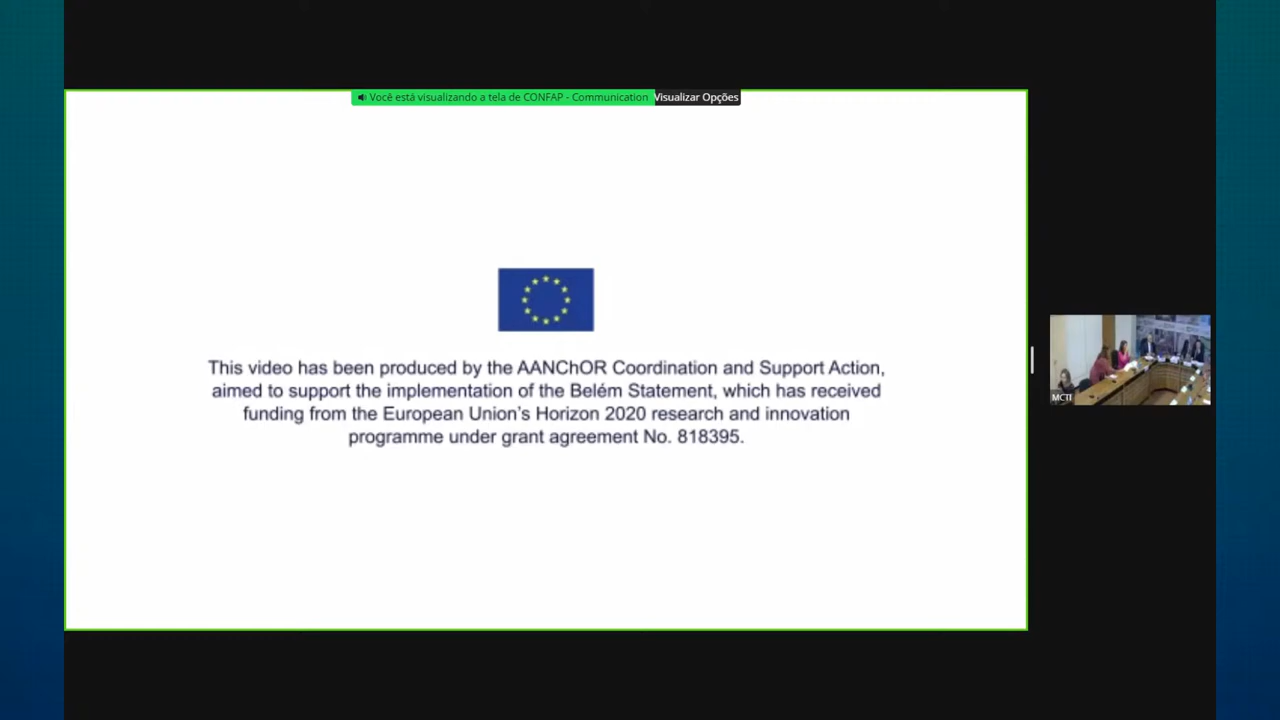 Você está visualizando a tela de CONFAP - Communication Visualizar Opções
This video has been produced by the AANChOR Coordination and Support Action,
aimed to support the implementation of the Belém Statement, which has received
funding from the European Union's Horizon 2020 research and innovation
programme under grant agreement No. 818395.
MCTI